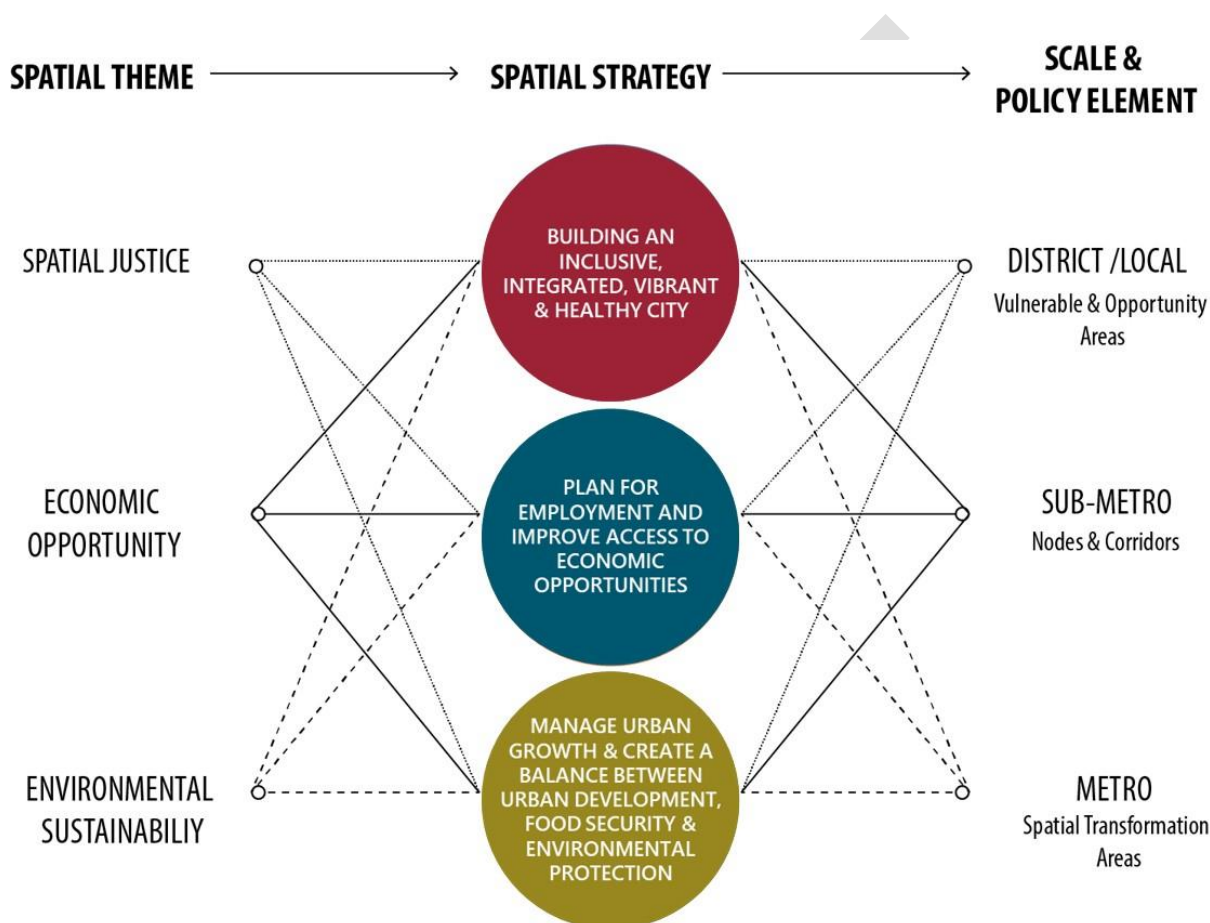 SPATIAL THEME
SPATIAL STRATEGY
SCALE &
POLICY ELEMENT
SPATIAL JUSTICE
BUILDING AN
INCLUSIVE,
INTEGRATED, VIBRANT
& HEALTHY CITY
DISTRICT /LOCAL
Vulnerable & Opportunity
Areas
ECONOMIC
OPPORTUNITY
PLAN FOR
EMPLOYMENT AND
IMPROVE ACCESS TO
ECONOMIC
OPPORTUNITIES
SUB-METRO
Nodes & Corridors
ENVIRONMENTAL
SUSTAINABILIY
MANAGE URBAN
GROWTH & CREATE A
BALANCE BETWEEN
URBAN DEVELOPMENT,
FOOD SECURITY &
ENVIRONMENTAL
PROTECTION
METRO
Spatial Transformation
Areas